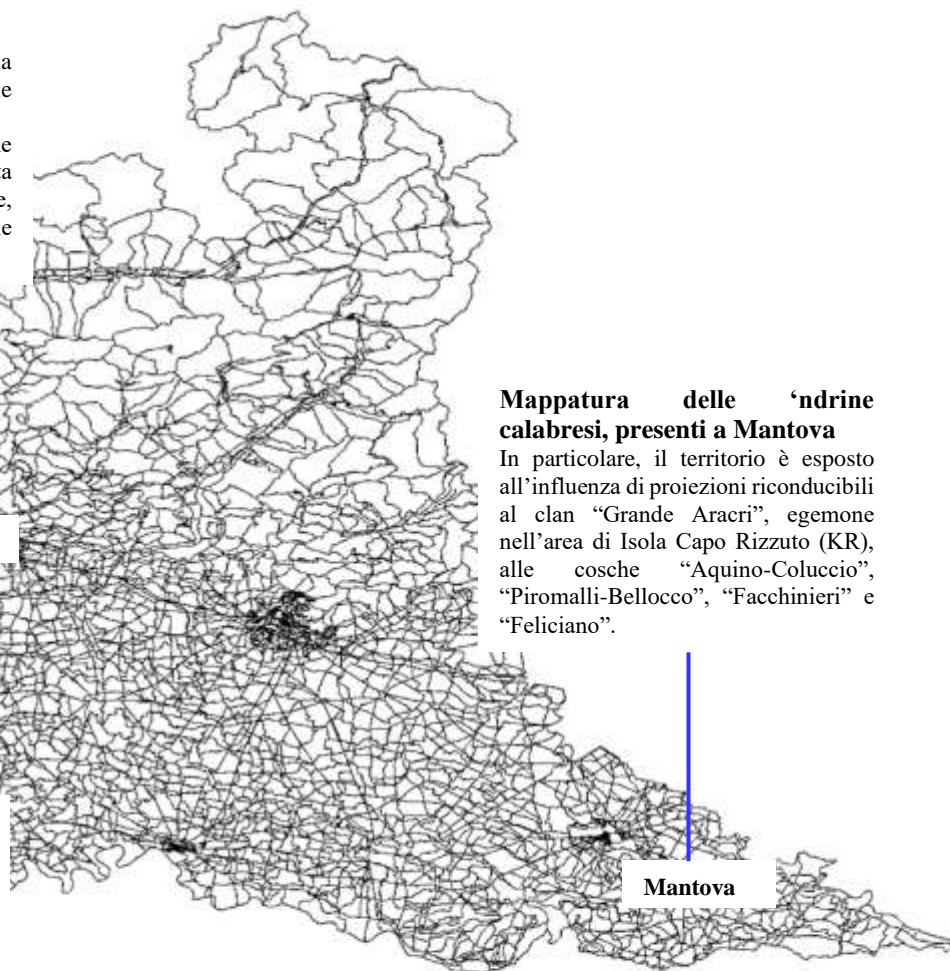 Mappatura delle ‘ndrine
calabresi, presenti a Mantova
In particolare, il territorio è esposto
all’influenza di proiezioni riconducibili
al clan “Grande Aracri”, egemone
nell’area di Isola Capo Rizzuto (KR),
alle cosche “Aquino-Coluccio”,
“Piromalli-Bellocco”, “Facchinieri” e
“Feliciano”.
Mantova